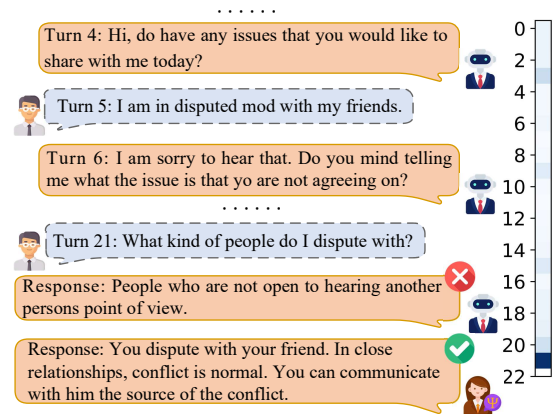 ......
Turn 4: Hi, do have any issues that you would like to
share with me today?
Turn 5: I am in disputed mod with my friends.
Turn 6: I am sorry to hear that. Do you mind telling
me what the issue is that yo are not agreeing on?
......
Turn 21: What kind of people do I dispute with?
Response: People who are not open to hearing another
persons point of view.
Response: You dispute with your friend. In close
relationships, conflict is normal. You can communicate
with him the source of the conflict.
Ψ
0
2
4
6
8
10
12
14
16
18
20
22